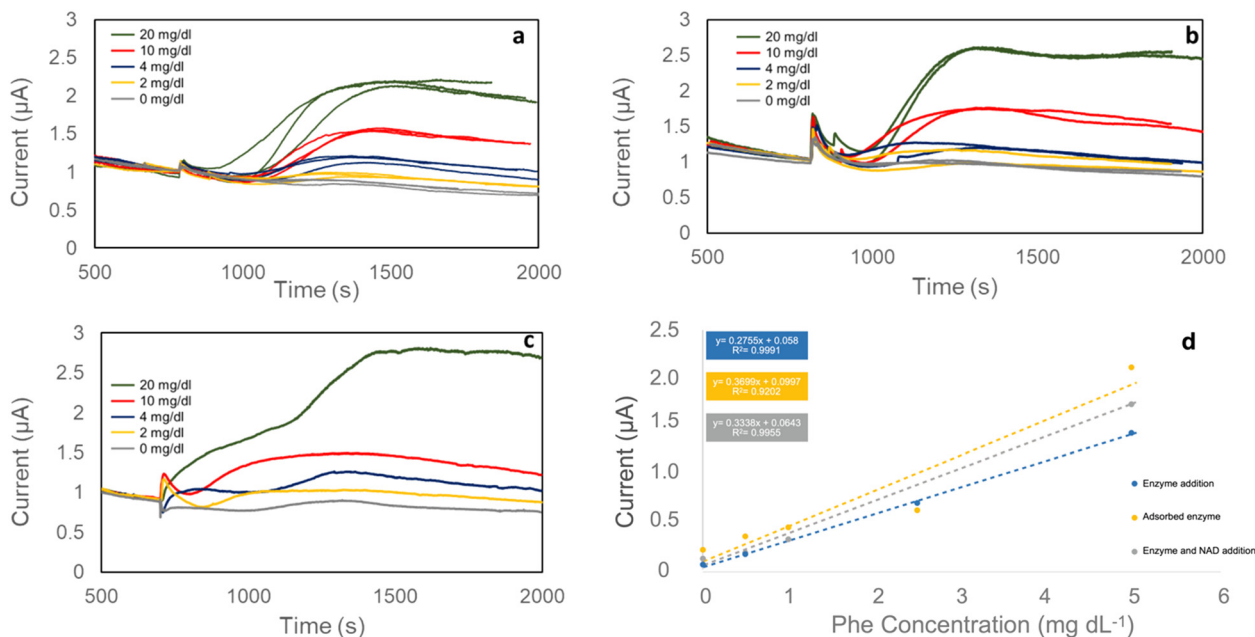 a
3
2.5
2
1.5
1
0.5
0
Current (µA)
20 mg/dl
10 mg/dl
4 mg/dl
2 mg/dl
0 mg/dl
500 1000 1500 2000
Time (s)
b
3
2.5
2
1.5
1
0.5
0
Current (µA)
20 mg/dl
10 mg/dl
4 mg/dl
2 mg/dl
0 mg/dl
500 1000 1500 2000
Time (s)
c
3
2.5
2
1.5
1
0.5
0
Current (µA)
20 mg/dl
10 mg/dl
4 mg/dl
2 mg/dl
0 mg/dl
500 1000 1500 2000
Time (s)
d
2.5
2.0
1.5
1.0
0.5
0
Current (µA)
y= 0.2755x + 0.058
R²= 0.9991
y= 0.3699x + 0.0997
R²= 0.9202
y= 0.3338x + 0.0643
R²= 0.9955
Enzyme addition
Adsorbed enzyme
Enzyme and NAD addition
0 1 2 3 4 5 6
Phe Concentration (mg dL⁻¹)